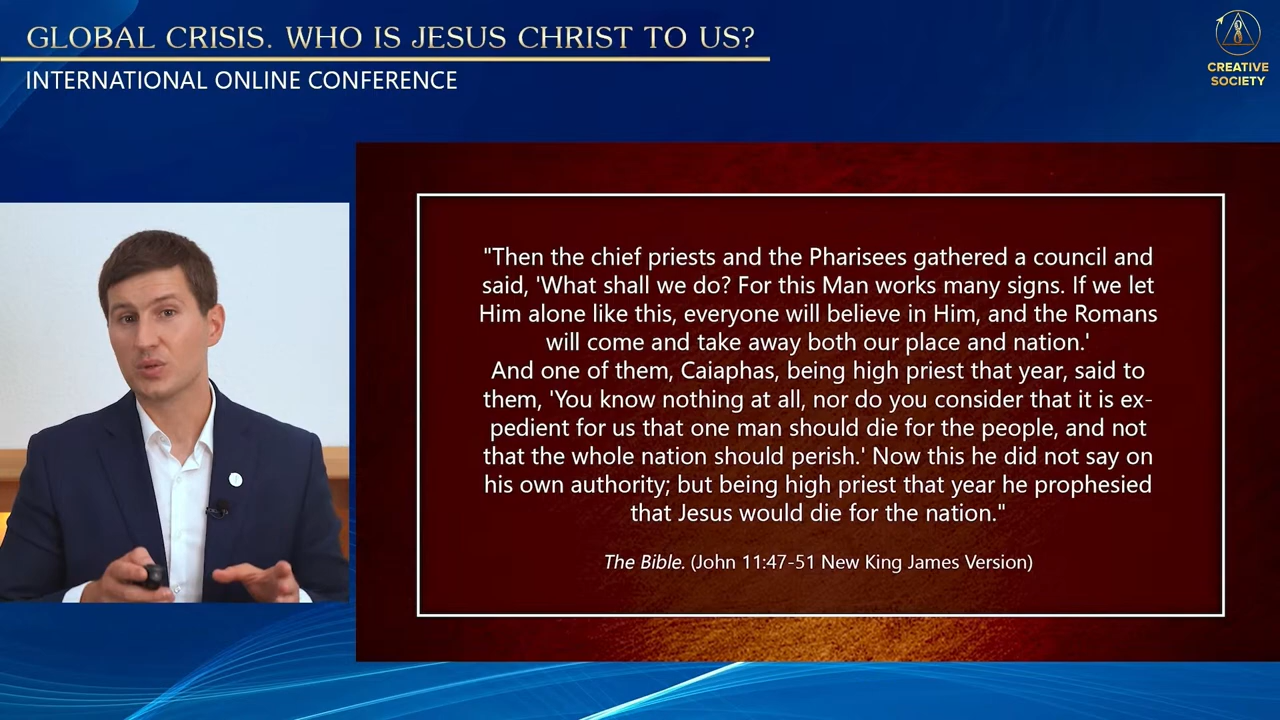 GLOBAL CRISIS. WHO IS JESUS CHRIST TO US?
INTERNATIONAL ONLINE CONFERENCE
CREATIVE
SOCIETY
"Then the chief priests and the Pharisees gathered a council and
said, 'What shall we do? For this Man works many signs. If we let
Him alone like this, everyone will believe in Him, and the Romans
will come and take away both our place and nation.'
And one of them, Caiaphas, being high priest that year, said to
them, 'You know nothing at all, nor do you consider that it is ex-
pedient for us that one man should die for the people, and not
that the whole nation should perish.' Now this he did not say on
his own authority; but being high priest that year he prophesied
that Jesus would die for the nation."
The Bible. (John 11:47-51 New King James Version)